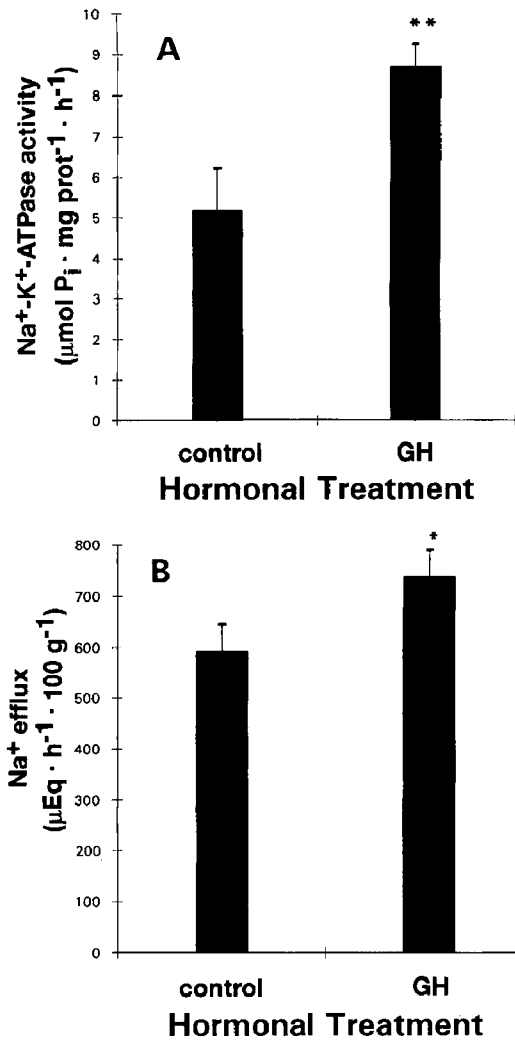 A
**
Na+-K+-ATPase activity
(μmol Pi · mg prot-1 · h-1)
10
9
8
7
6
5
4
3
2
1
0
control GH
Hormonal Treatment
B
*
Na+ efflux
(μEq · h-1 · 100 g-1)
800
700
600
500
400
300
200
100
0
control GH
Hormonal Treatment